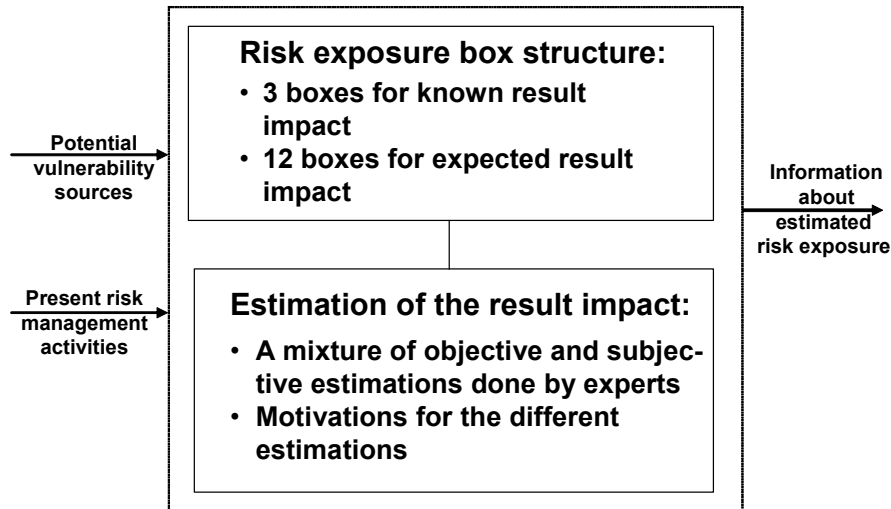 Risk exposure box structure:
• 3 boxes for known result
impact
• 12 boxes for expected result
impact
Potential
vulnerability
sources
Information
about
estimated
risk exposure
Present risk
management
activities
Estimation of the result impact:
• A mixture of objective and subjec-
tive estimations done by experts
• Motivations for the different
estimations